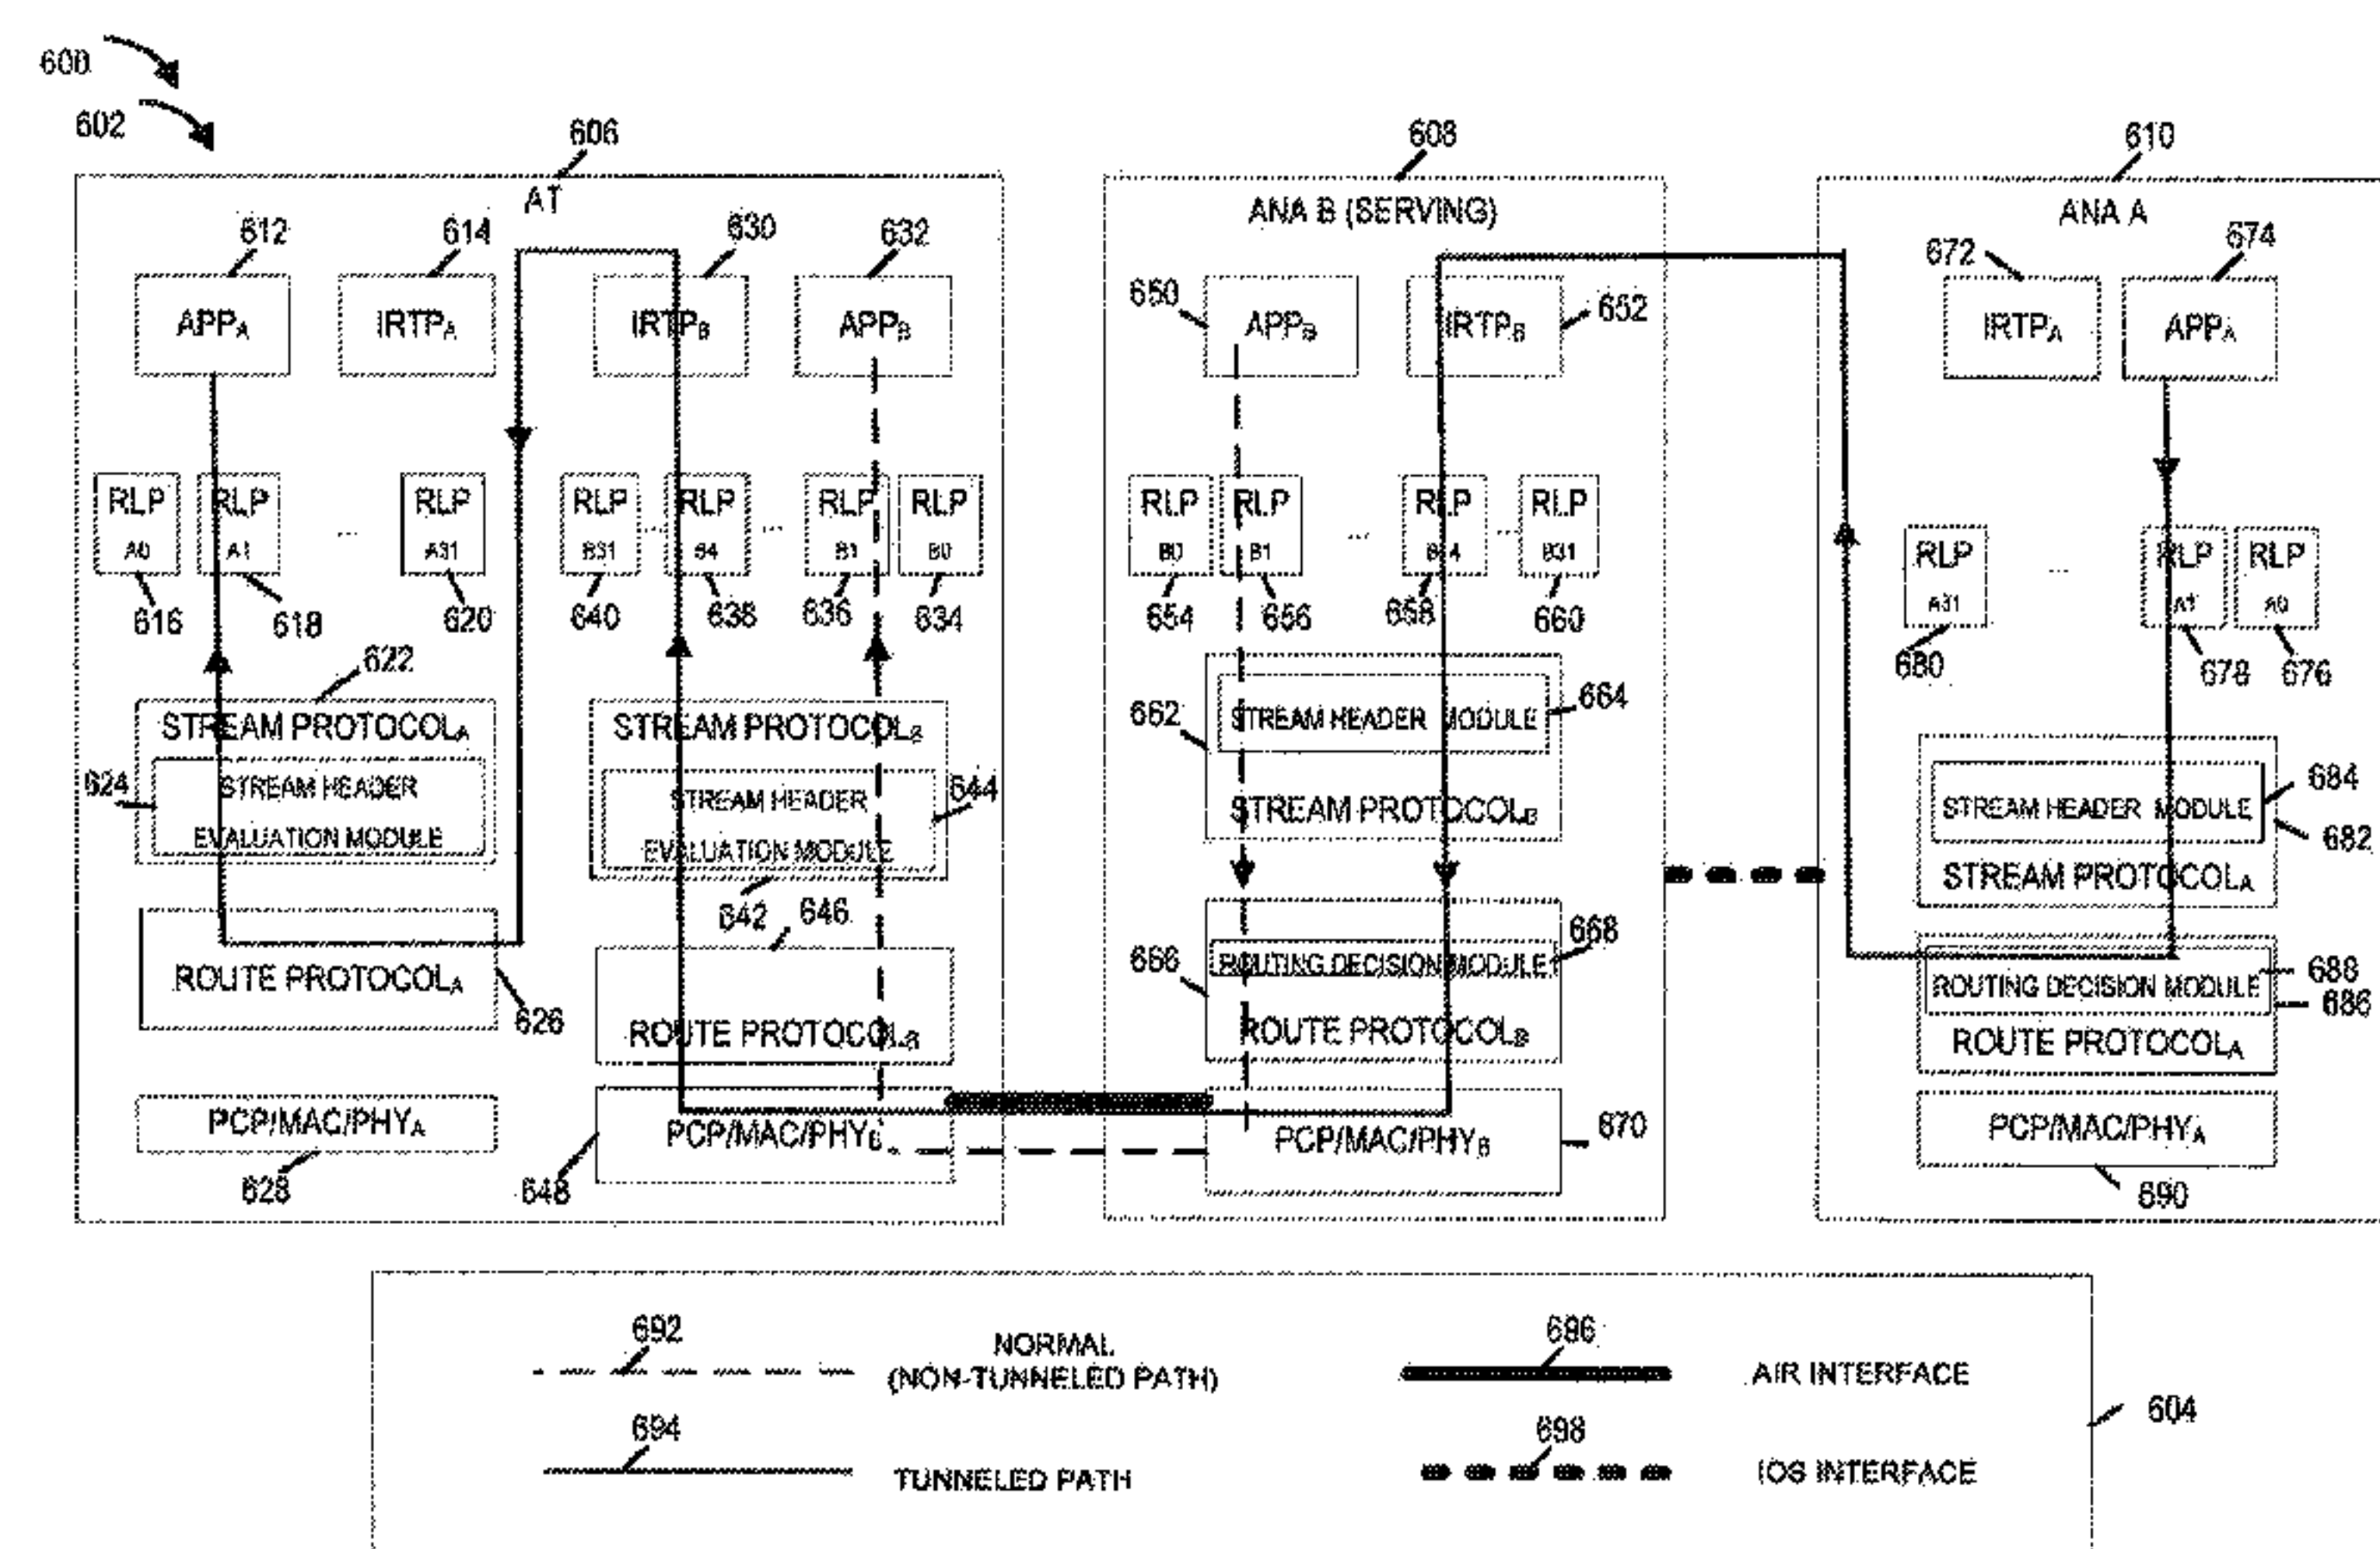 600
602
606
608
610
AT
ANA B (SERVING)
ANA A
612
614
630
632
650
652
672
674
APPA
IRTPA
IRTPB
APPB
APPB
IRTPB
IRTPA
APPA
RLP A0
RLP A1
...
RLP A31
RLP B31
...
RLP B4
...
RLP B1
RLP B0
RLP B0
RLP B1
...
RLP B14
...
RLP B31
RLP A31
...
RLP A1
RLP A0
616
618
620
640
638
636
634
654
656
658
660
680
678
676
622
STREAM PROTOCOLA
624
STREAM HEADER
EVALUATION MODULE
STREAM PROTOCOLB
STREAM HEADER
EVALUATION MODULE
644
642
646
662
STREAM HEADER MODULE
664
STREAM PROTOCOLB
STREAM HEADER MODULE
684
682
STREAM PROTOCOLA
ROUTE PROTOCOLA
626
ROUTE PROTOCOLB
666
ROUTING DECISION MODULE
668
ROUTE PROTOCOLB
ROUTING DECISION MODULE
688
686
ROUTE PROTOCOLA
PCP/MAC/PHYA
628
PCP/MAC/PHYB
648
PCP/MAC/PHYB
670
PCP/MAC/PHYA
690
692
NORMAL
(NON-TUNNELED PATH)
696
AIR INTERFACE
694
TUNNELED PATH
698
IOS INTERFACE
604